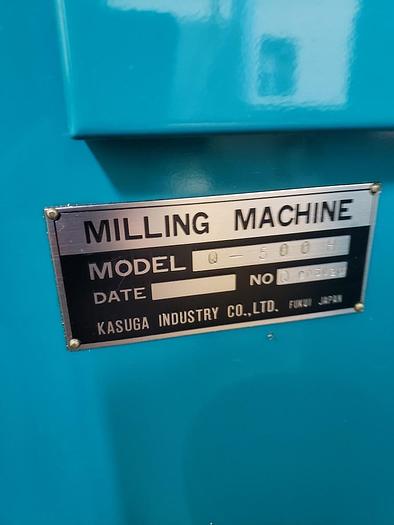 MILLING MACHINE
MODEL Q-500H
DATE
NO
KASUGA INDUSTRY CO.,LTD. FUKUI JAPAN